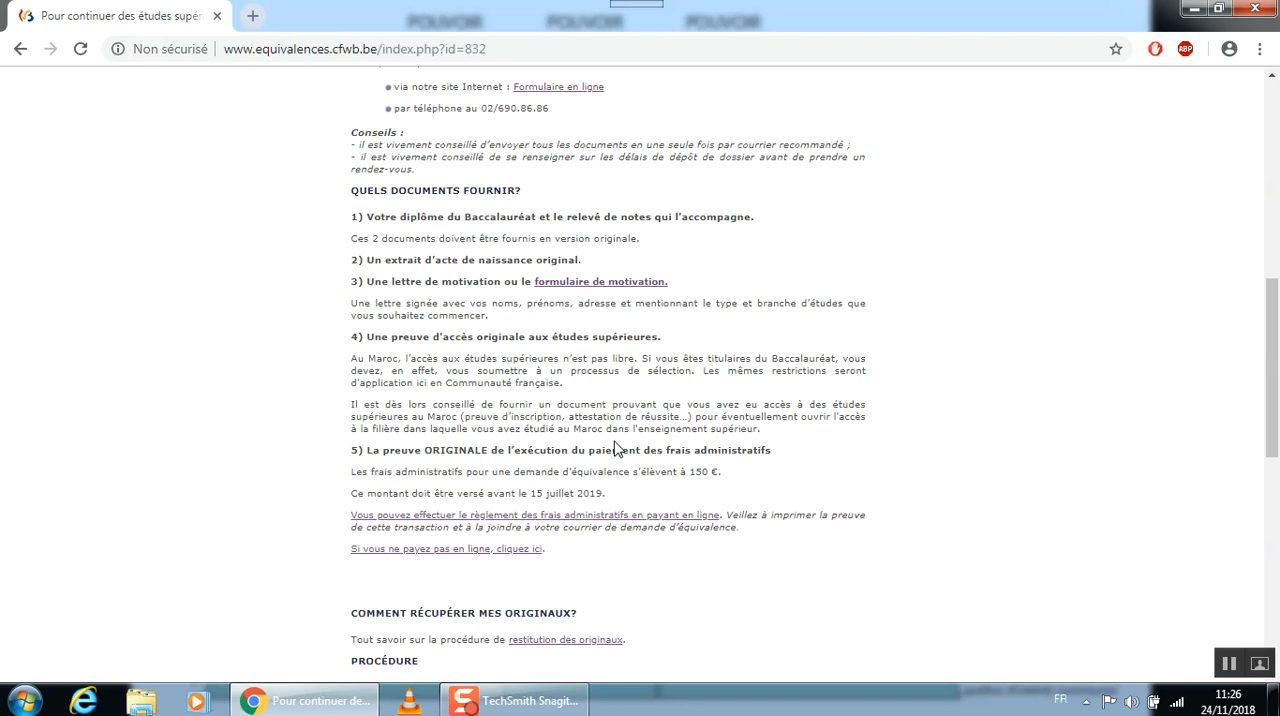 Pour continuer des études supér
POUVOIR POUVOIR POUVOIR
Non sécurisé www.equivalences.cfwb.be/index.php?id=832
ABP
via notre site Internet : Formulaire en ligne
par téléphone au 02/690.86.86
Conseils :
- il est vivement conseillé d'envoyer tous les documents en une seule fois par courrier recommandé ;
- il est vivement conseillé de se renseigner sur les délais de dépôt de dossier avant de prendre un
rendez-vous.
QUELS DOCUMENTS FOURNIR?
1) Votre diplôme du Baccalauréat et le relevé de notes qui l'accompagne.
Ces 2 documents doivent être fournis en version originale.
2) Un extrait d'acte de naissance original.
3) Une lettre de motivation ou le formulaire de motivation.
Une lettre signée avec vos noms, prénoms, adresse et mentionnant le type et branche d'études que
vous souhaitez commencer.
4) Une preuve d'accès originale aux études supérieures.
Au Maroc, l'accès aux études supérieures n'est pas libre. Si vous êtes titulaires du Baccalauréat, vous
devez, en effet, vous soumettre à un processus de sélection. Les mêmes restrictions seront
d'application ici en Communauté française.
Il est dès lors conseillé de fournir un document prouvant que vous avez eu accès à des études
supérieures au Maroc (preuve d'inscription, attestation de réussite…) pour éventuellement ouvrir l'accès
à la filière dans laquelle vous avez étudié au Maroc dans l'enseignement supérieur.
5) La preuve ORIGINALE de l'exécution du paiement des frais administratifs
Les frais administratifs pour une demande d'équivalence s'élèvent à 150 €.
Ce montant doit être versé avant le 15 juillet 2019.
Vous pouvez effectuer le règlement des frais administratifs en payant en ligne. Veillez à imprimer la preuve
de cette transaction et à la joindre à votre courrier de demande d'équivalence.
Si vous ne payez pas en ligne, cliquez ici.
COMMENT RÉCUPÉRER MES ORIGINAUX?
Tout savoir sur la procédure de restitution des originaux.
PROCÉDURE
Pour continuer de... TechSmith Snagit... FR 11:26
24/11/2018